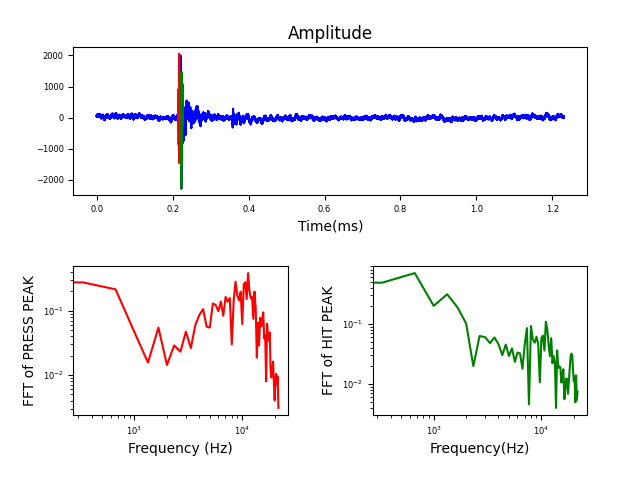 Amplitude
2000
1000
0
−1000
−2000
0.0 0.2 0.4 0.6 0.8 1.0 1.2
Time(ms)
FFT of PRESS PEAK
10⁻¹
10⁻²
10³ 10⁴
Frequency (Hz)
FFT of HIT PEAK
10⁻¹
10⁻²
10³ 10⁴
Frequency(Hz)